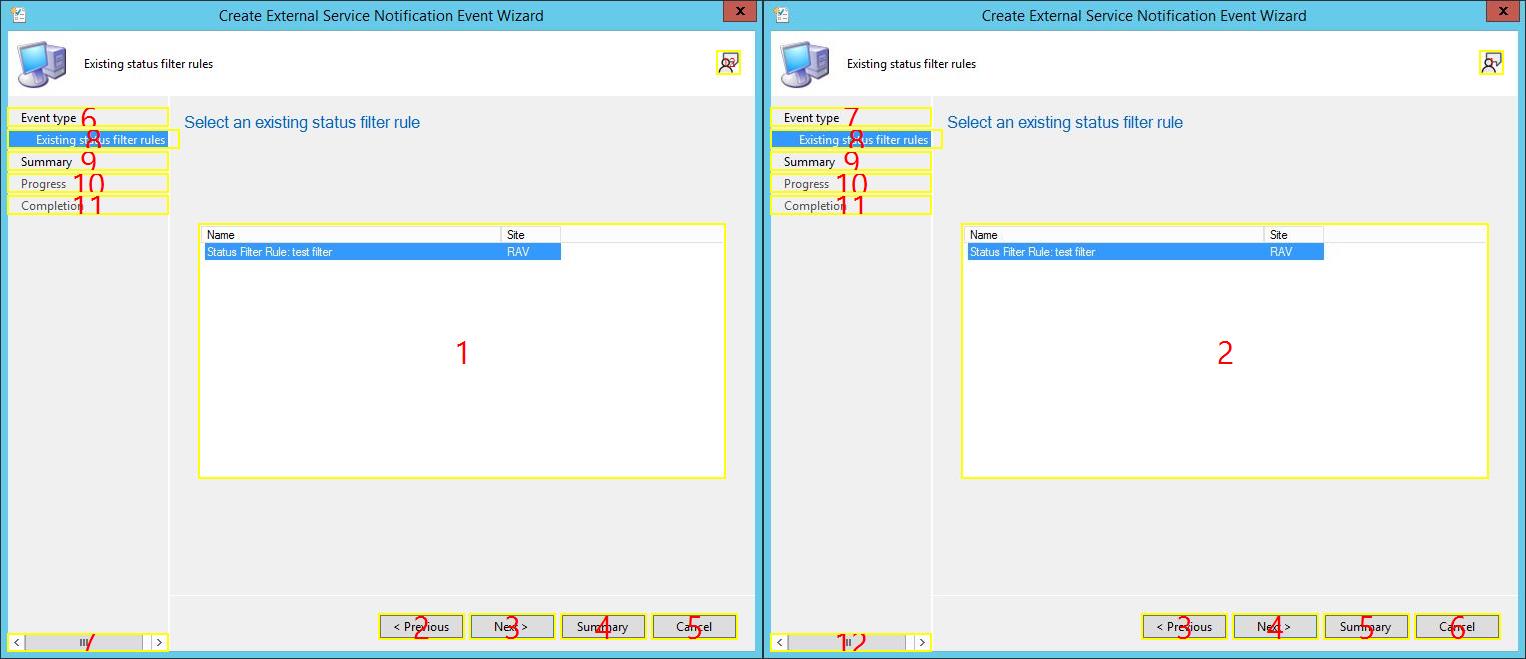 Create External Service Notification Event Wizard
x
Existing status filter rules
Event type 6
Existing status filter rules 8
Summary 9
Progress 10
Completion 11
Select an existing status filter rule
Name Site
Status Filter Rule: test filter RAV
1
< Previous 2
Next > 3
Summary 4
Cancel 5
7
Create External Service Notification Event Wizard
x
Existing status filter rules
Event type 7
Existing status filter rules 8
Summary 9
Progress 10
Completion 11
Select an existing status filter rule
Name Site
Status Filter Rule: test filter RAV
2
< Previous 3
Next > 4
Summary 5
Cancel 6
12